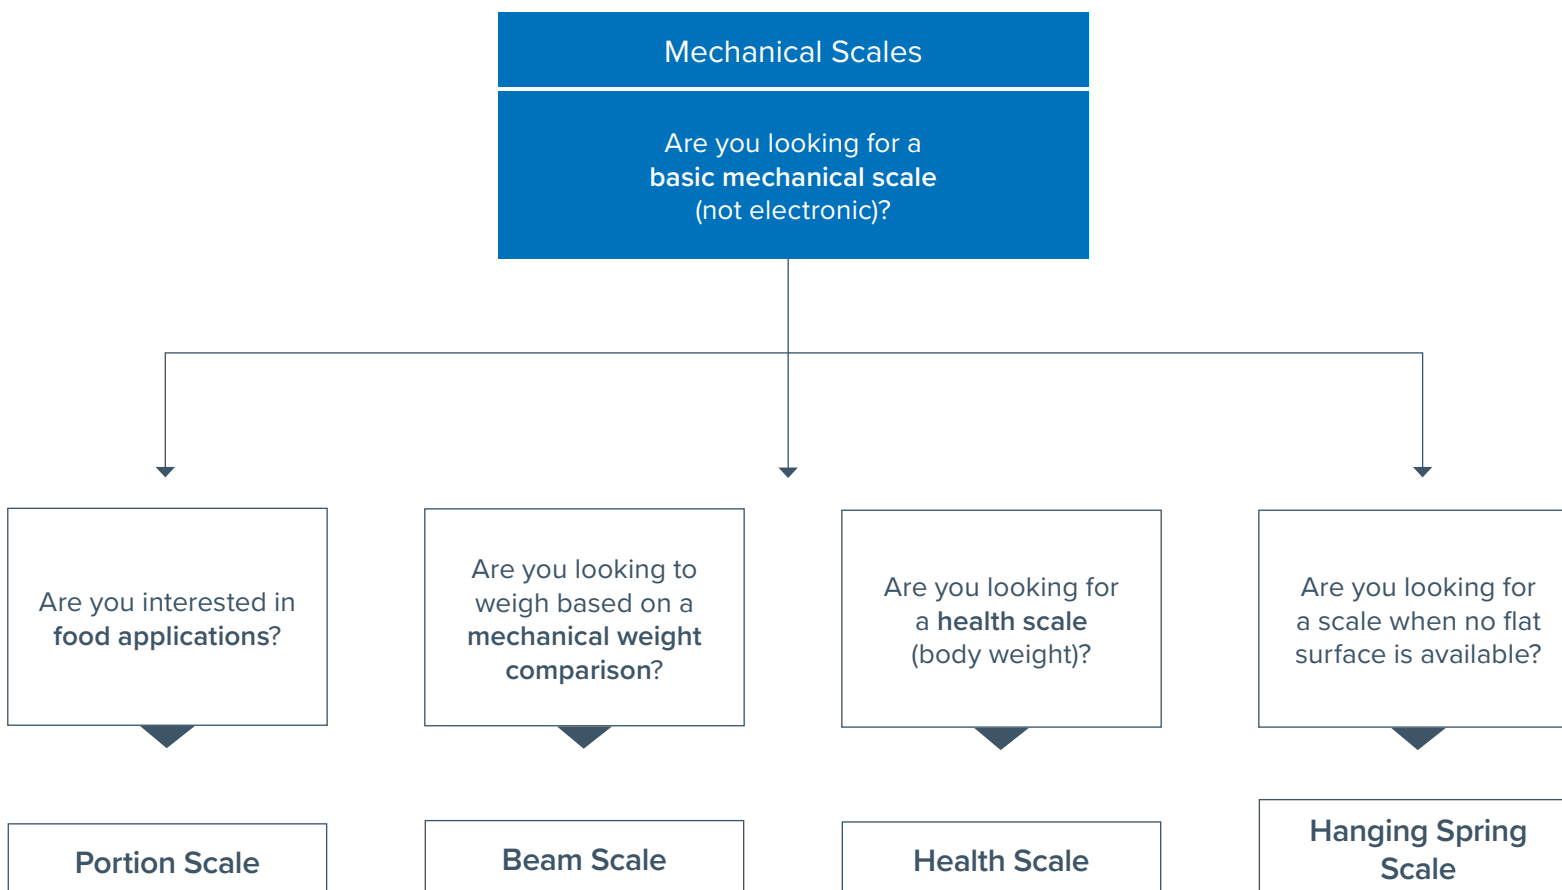 Mechanical Scales
Are you looking for a
basic mechanical scale
(not electronic)?
Are you interested in
food applications?
Are you looking to
weigh based on a
mechanical weight
comparison?
Are you looking for
a health scale
(body weight)?
Are you looking for
a scale when no flat
surface is available?
Portion Scale
Beam Scale
Health Scale
Hanging Spring
Scale